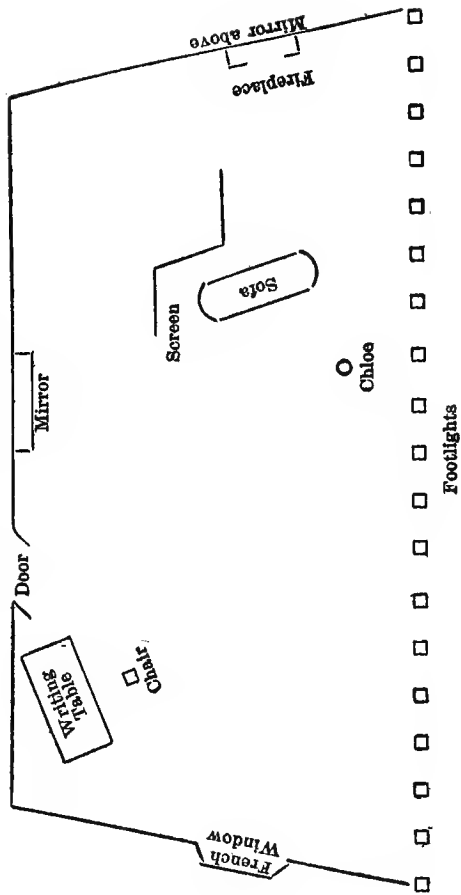 Mirror above
Fireplace
Sofa
Screen
Mirror
Chloe
Footlights
Door
Writing
Table
Chair
French
Window